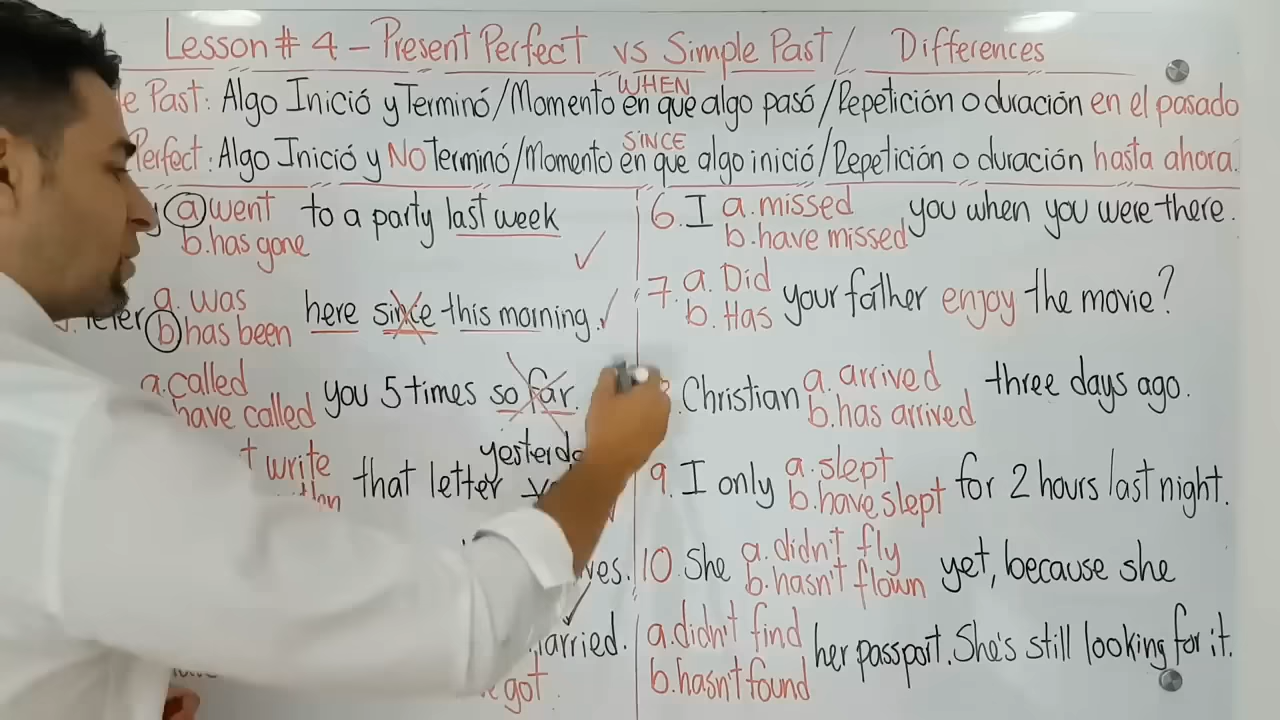 Lesson # 4 - Present Perfect vs Simple Past / Differences
Past: Algo Inició y Terminó / Momento en que algo pasó / Repetición o duración en el pasado
WHEN
Perfect: Algo Inició y NO Terminó / Momento en que algo inició / Repetición o duración hasta ahora.
SINCE
a. went
b. has gone
to a party last week
a. was
b. has been
here since this morning.
a. called
have called
you 5 times so far.
write
that letter
married.
got.
6. I
a. missed
b. have missed
you when you were there.
7.
a. Did
b. Has
your father enjoy the movie?
Christian
a. arrived
b. has arrived
three days ago.
9. I only
a. slept
b. have slept
for 2 hours last night.
10. She
a. didn't fly
b. hasn't flown
yet, because she
a. didn't find
b. hasn't found
her passport. She's still looking for it.